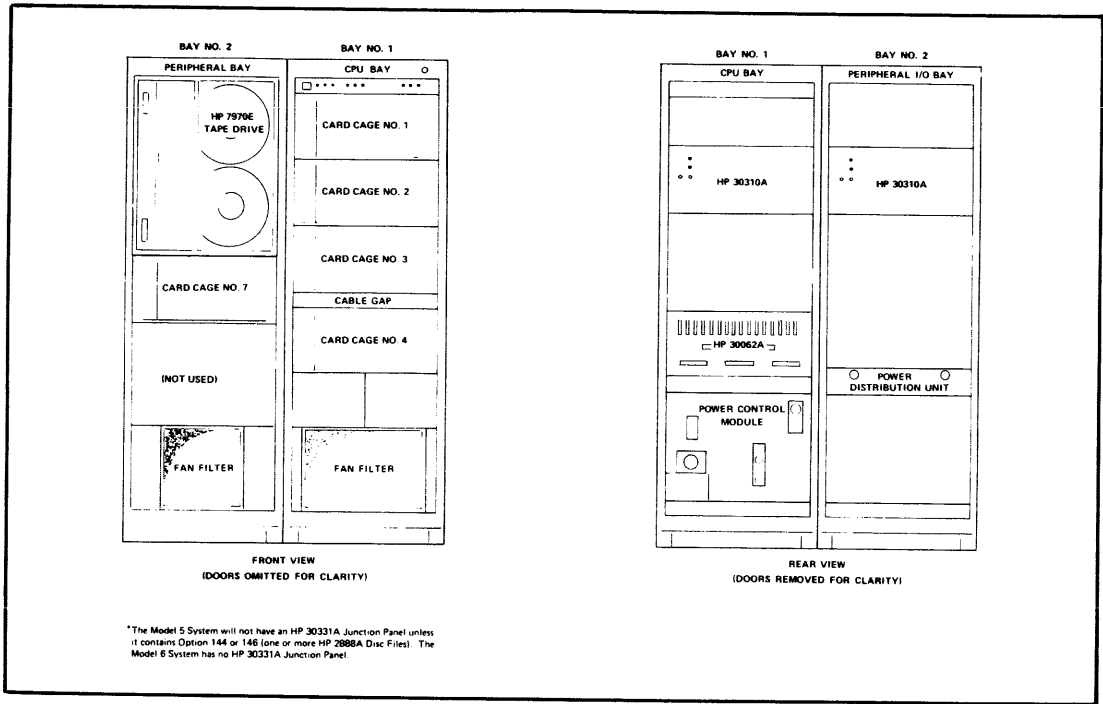 BAY NO. 2
PERIPHERAL BAY
HP 7970E
TAPE DRIVE
CARD CAGE NO. 7
(NOT USED)
FAN FILTER
BAY NO. 1
CPU BAY
CARD CAGE NO. 1
CARD CAGE NO. 2
CARD CAGE NO. 3
CABLE GAP
CARD CAGE NO. 4
FAN FILTER
FRONT VIEW
(DOORS OMITTED FOR CLARITY)
BAY NO. 1
CPU BAY
HP 30310A
HP 30062A
POWER CONTROL
MODULE
BAY NO. 2
PERIPHERAL I/O BAY
HP 30310A
POWER
DISTRIBUTION UNIT
REAR VIEW
(DOORS REMOVED FOR CLARITY)
*The Model 5 System will not have an HP 30331A Junction Panel unless
it contains Option 144 or 146 (one or more HP 2888A Disc Files). The
Model 6 System has no HP 30331A Junction Panel.